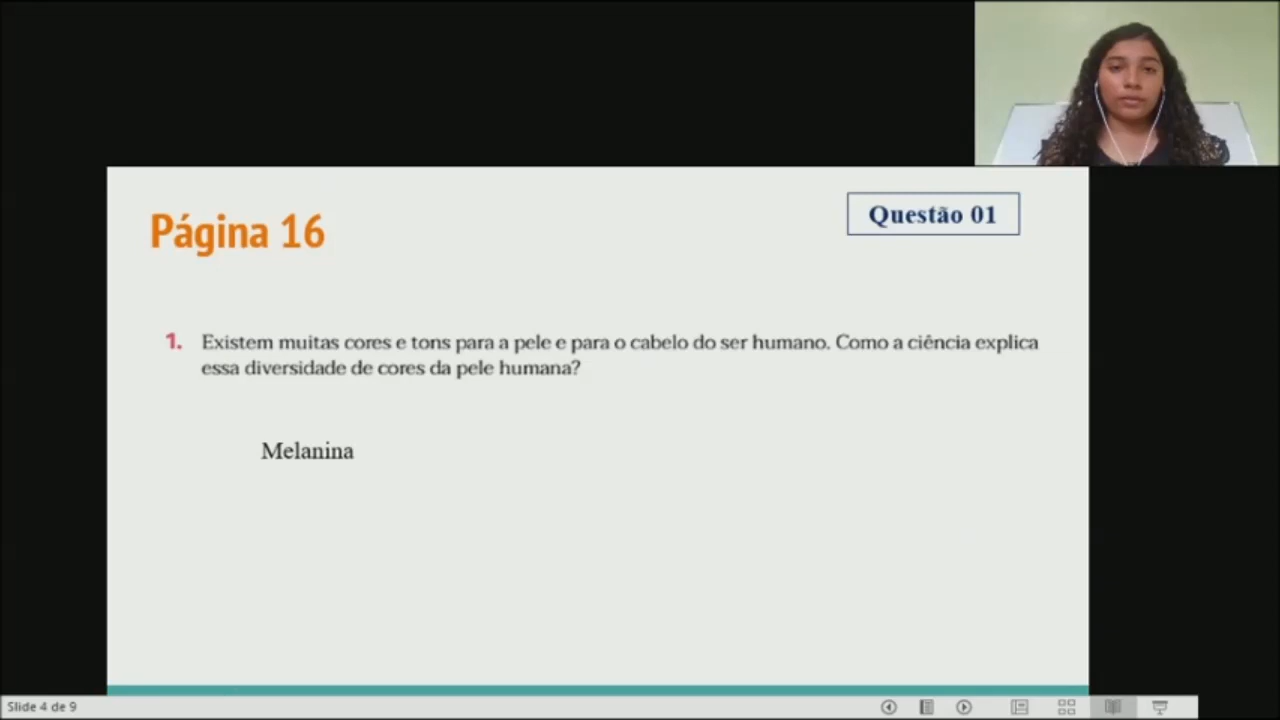 Página 16
Questão 01
1. Existem muitas cores e tons para a pele e para o cabelo do ser humano. Como a ciência explica
essa diversidade de cores da pele humana?
Melanina
Slide 4 de 9